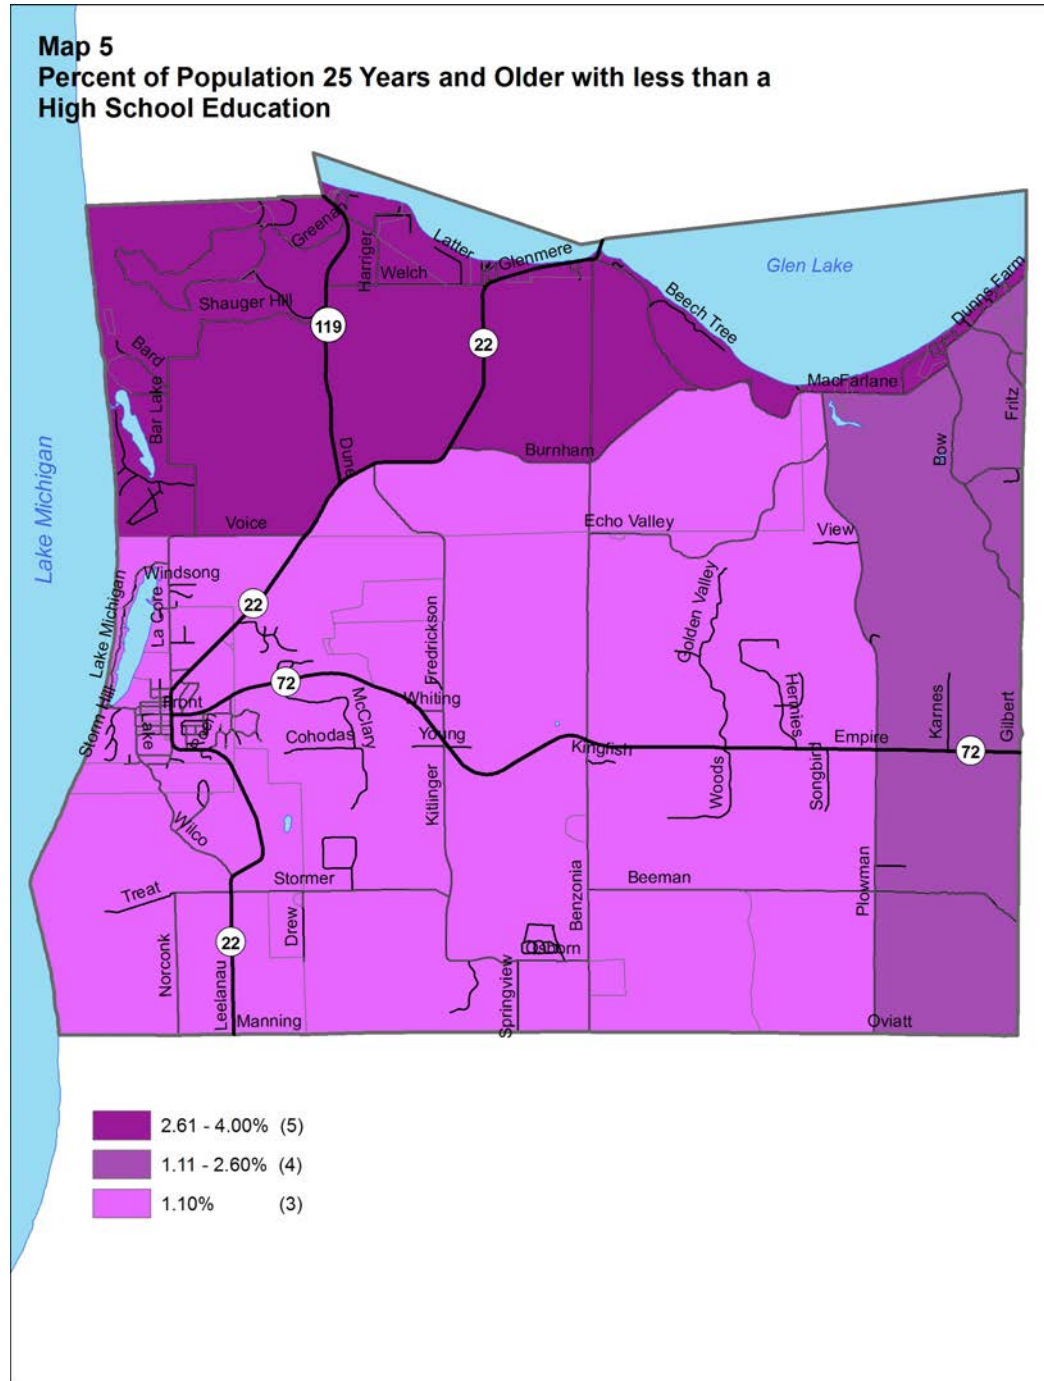 Map 5
Percent of Population 25 Years and Older with less than a
High School Education
Greenan
Harriger
Latter
Welch
Glenmere
Glen Lake
Shauger Hill
119
22
Beech Tree
Dunns Farm
Bard
Bar Lake
MacFarlane
Fritz
Dune
Burnham
Bow
Lake Michigan
Voice
Echo Valley
View
Windsong
Lake Michigan
La Core
22
Fredrickson
Golden Valley
Storm Hill
Front
72
McClary
Whiting
Hermies
Karnes
Gilbert
Lake
Cohodas
Young
Kingfish
Empire
72
Woods
Songbird
Kitlinger
Wilco
Stormer
Treat
Benzonia
Beeman
Plowman
Drew
22
Norconk
Leelanau
Osborn
Springview
Manning
Oviatt
2.61 - 4.00% (5)
1.11 - 2.60% (4)
1.10% (3)